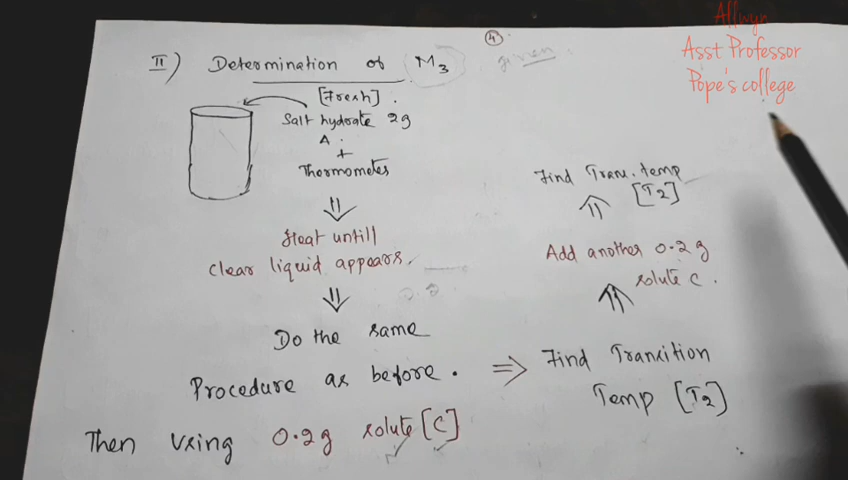 4
Allwyn
Asst Professor
Pope's college
II) Determination of M3
given
[Fresh].
Salt hydrate 2g
A.
+
Thermometer
Heat untill
clear liquid appears.
Do the same
Procedure as before.
Then using 0.2g solute [C]
⇒ Find Transition
Temp [T2]
Add another 0.2g
solute C.
Find Tran. temp
[T2]